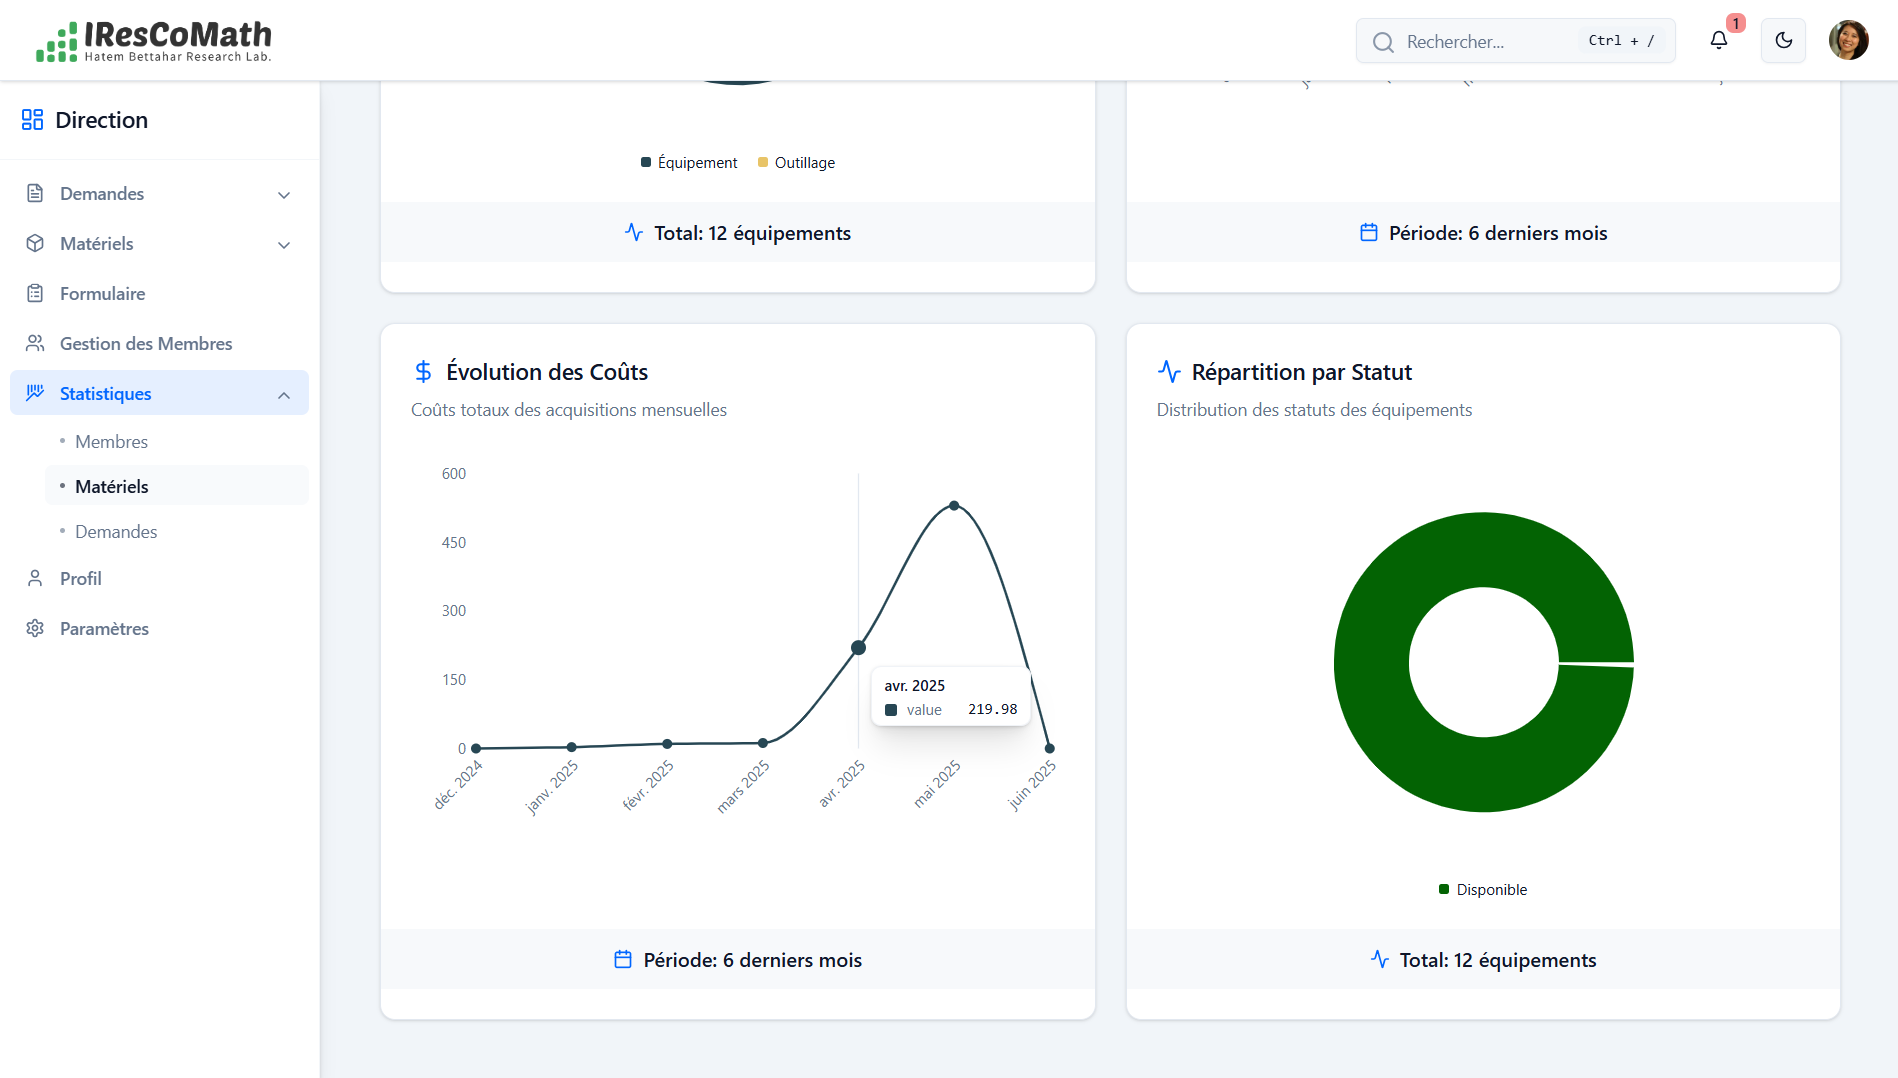 IResCoMath
Hatem Bettahar Research Lab.
Rechercher...
Ctrl + /
1
Direction
Demandes
Matériels
Formulaire
Gestion des Membres
Statistiques
Membres
Matériels
Demandes
Profil
Paramètres
Équipement
Outillage
Total: 12 équipements
Période: 6 derniers mois
Évolution des Coûts
Coûts totaux des acquisitions mensuelles
600
450
300
150
0
avr. 2025
value 219.98
déc. 2024
janv. 2025
févr. 2025
mars 2025
avr. 2025
mai 2025
juin 2025
Période: 6 derniers mois
Répartition par Statut
Distribution des statuts des équipements
Disponible
Total: 12 équipements